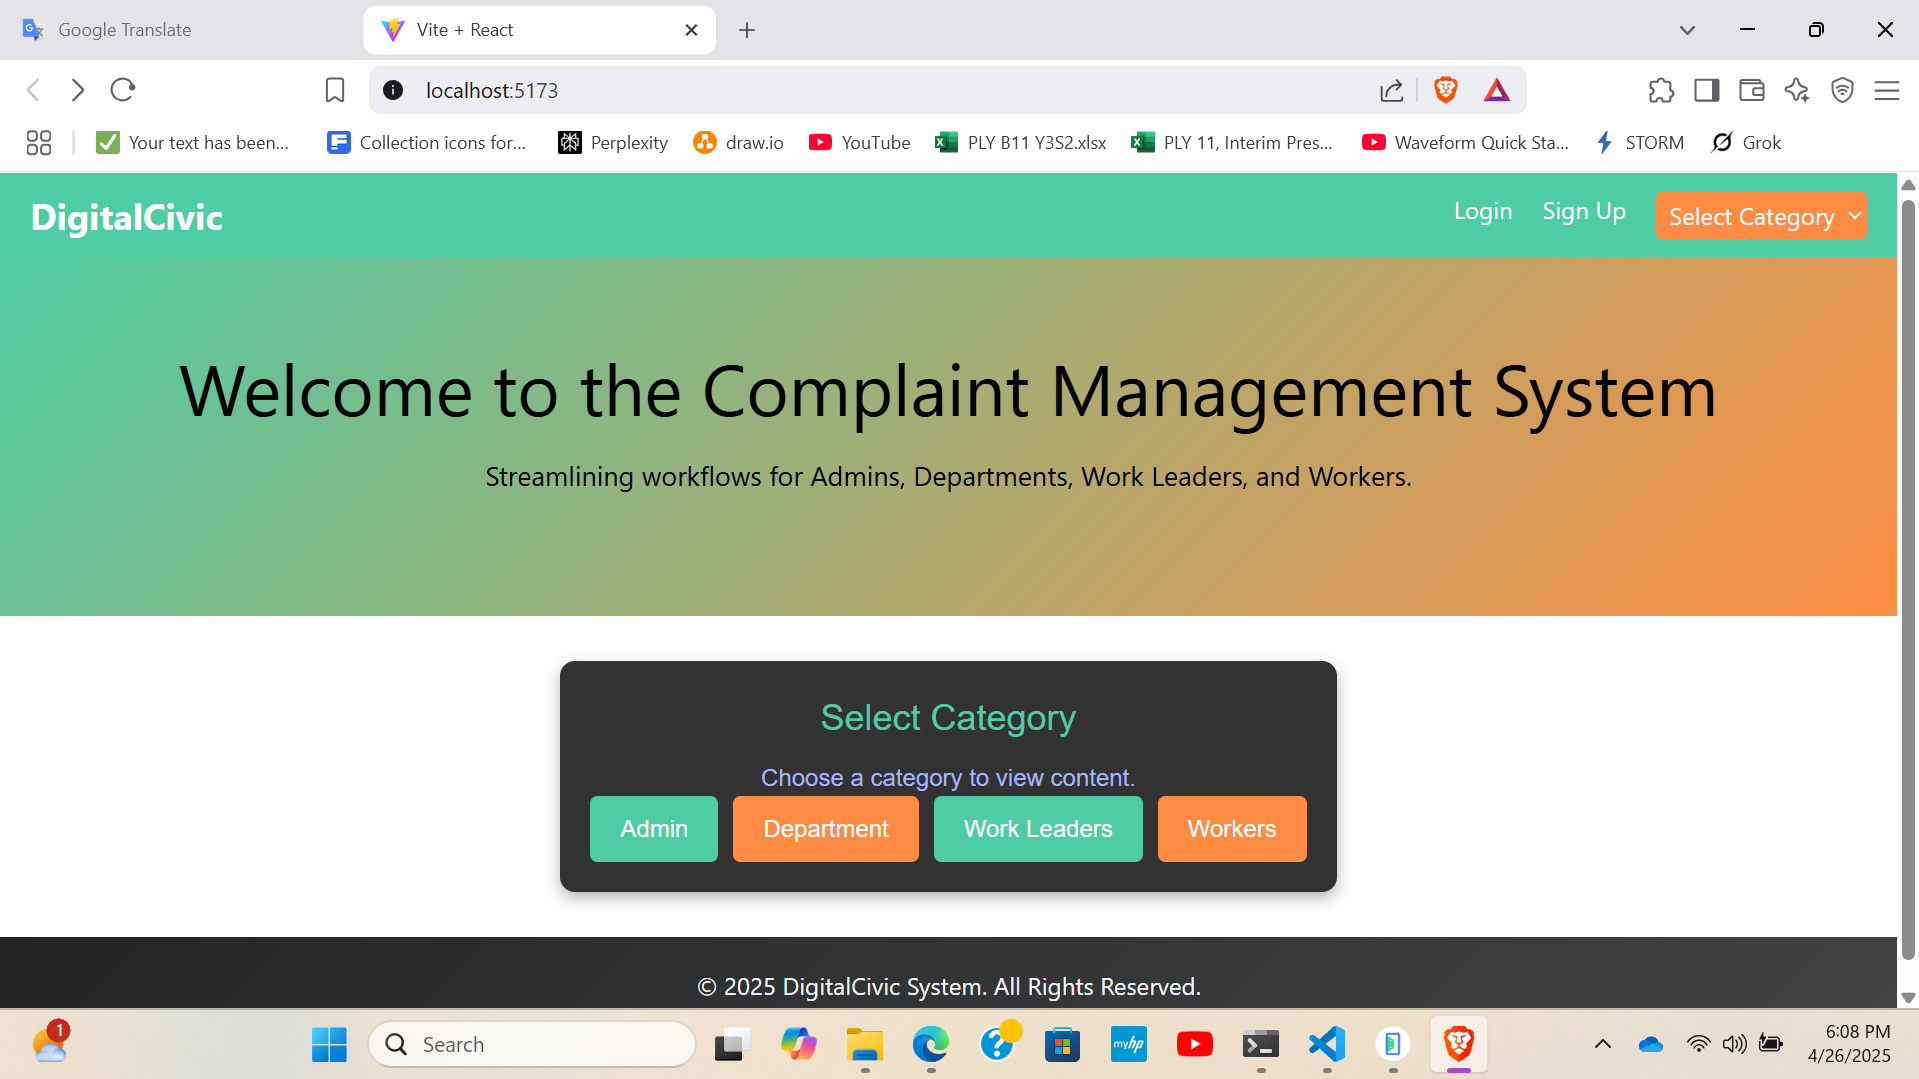 Google Translate
Vite + React
localhost:5173
Your text has been...
Collection icons for...
Perplexity
draw.io
YouTube
PLY B11 Y3S2.xlsx
PLY 11, Interim Pres...
Waveform Quick Sta...
STORM
Grok
DigitalCivic
Login
Sign Up
Select Category
Welcome to the Complaint Management System
Streamlining workflows for Admins, Departments, Work Leaders, and Workers.
Select Category
Choose a category to view content.
Admin
Department
Work Leaders
Workers
© 2025 DigitalCivic System. All Rights Reserved.
1
Search
myhp
6:08 PM
4/26/2025